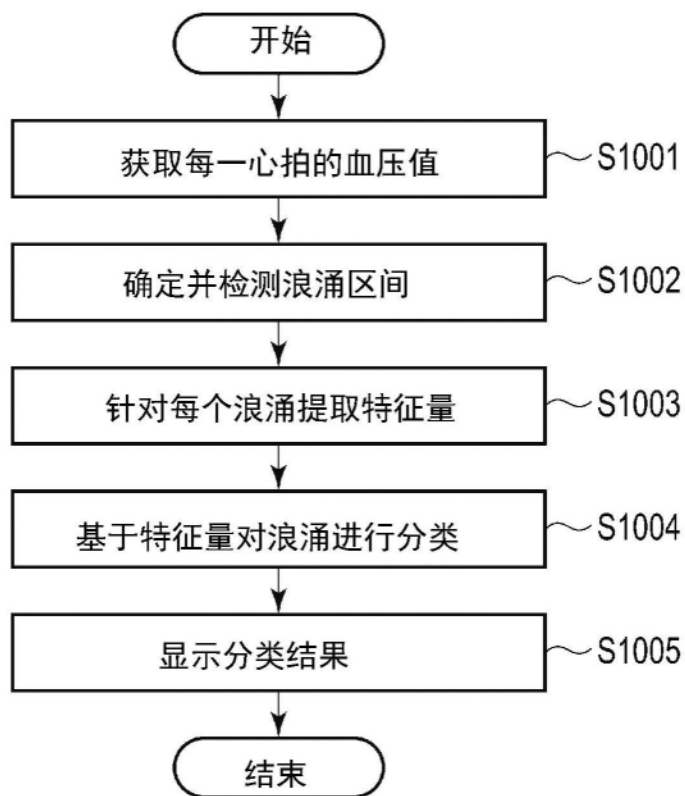 开始
获取每一心拍的血压值
S1001
确定并检测浪涌区间
S1002
针对每个浪涌提取特征量
S1003
基于特征量对浪涌进行分类
S1004
显示分类结果
S1005
结束